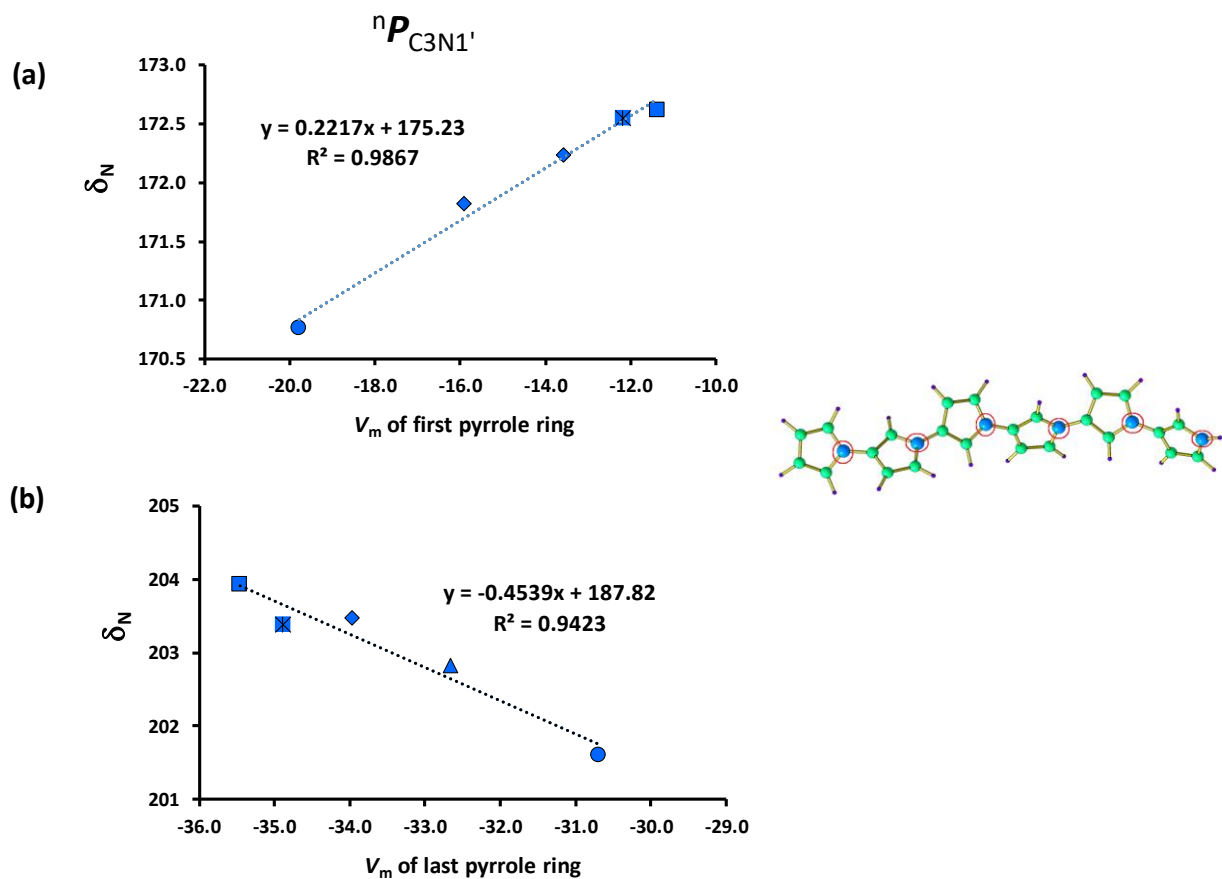 ⁿP_C3N1'
(a)
173.0
172.5
172.0
171.5
171.0
170.5
δN
y = 0.2217x + 175.23
R² = 0.9867
-22.0 -20.0 -18.0 -16.0 -14.0 -12.0 -10.0
Vm of first pyrrole ring
(b)
205
204
203
202
201
δN
y = -0.4539x + 187.82
R² = 0.9423
-36.0 -35.0 -34.0 -33.0 -32.0 -31.0 -30.0 -29.0
Vm of last pyrrole ring